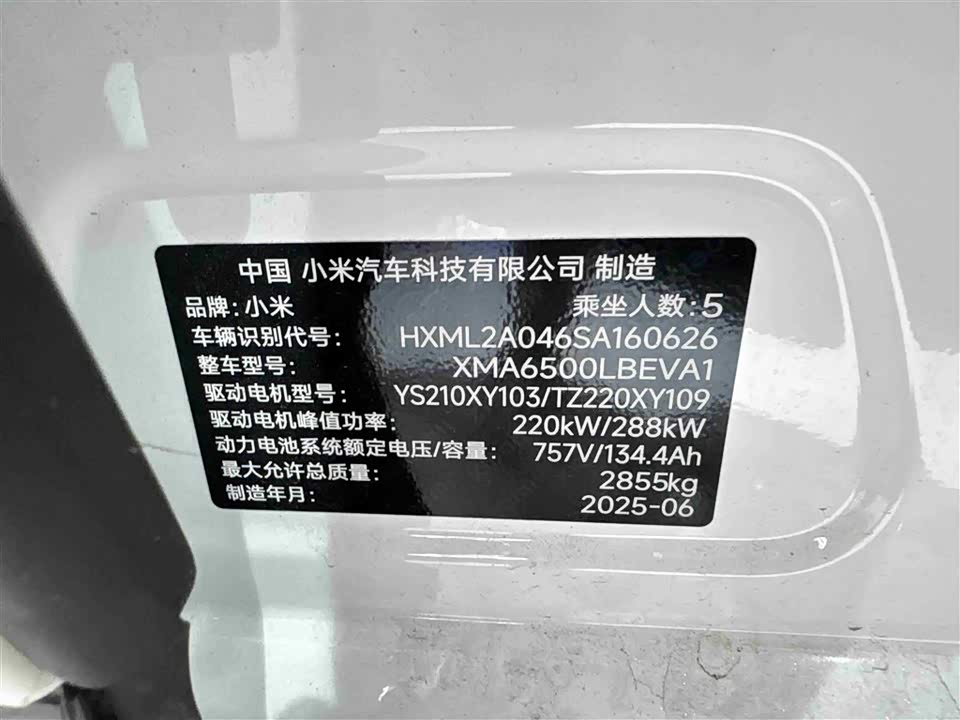 中国 小米汽车科技有限公司 制造
品牌:小米 乘坐人数:5
车辆识别代号: HXML2A046SA160626
整车型号: XMA6500LBEVA1
驱动电机型号: YS210XY103/TZ220XY109
驱动电机峰值功率: 220kW/288kW
动力电池系统额定电压/容量: 757V/134.4Ah
最大允许总质量: 2855kg
制造年月: 2025-06